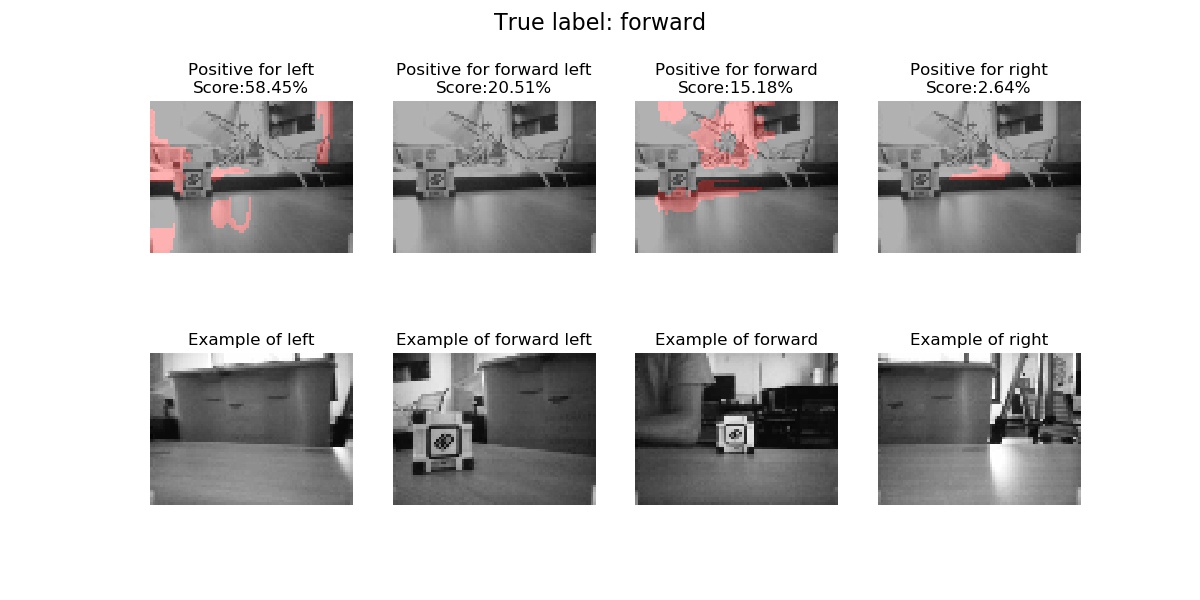 True label: forward
Positive for left
Score:58.45%
Positive for forward left
Score:20.51%
Positive for forward
Score:15.18%
Positive for right
Score:2.64%
Example of left
Example of forward left
Example of forward
Example of right